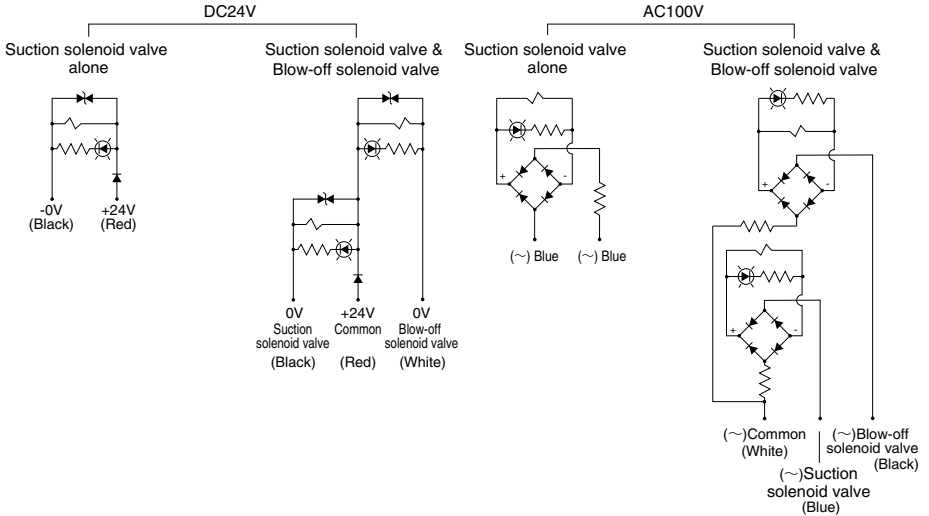 DC24V
Suction solenoid valve
alone
-0V
(Black)
+24V
(Red)
Suction solenoid valve &
Blow-off solenoid valve
0V
Suction
solenoid valve
(Black)
+24V
Common
(Red)
0V
Blow-off
solenoid valve
(White)
AC100V
Suction solenoid valve
alone
+
-
(～) Blue
(～) Blue
Suction solenoid valve &
Blow-off solenoid valve
+
-
+
-
(～)Common
(White)
(～)Suction
solenoid valve
(Blue)
(～)Blow-off
solenoid valve
(Black)